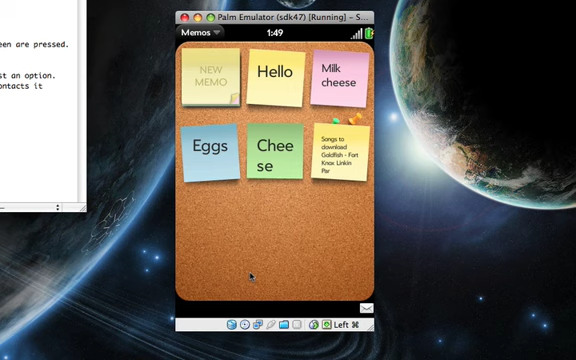 een are pressed.
st an option.
ontacts it
Palm Emulator (sdk47) [Running] – S...
Memos
1:49
NEW
MEMO
Hello
Milk
cheese
Eggs
Chee
se
Songs to
download
Goldfish - Fort
Knox Linkin
Par
Left ⌘